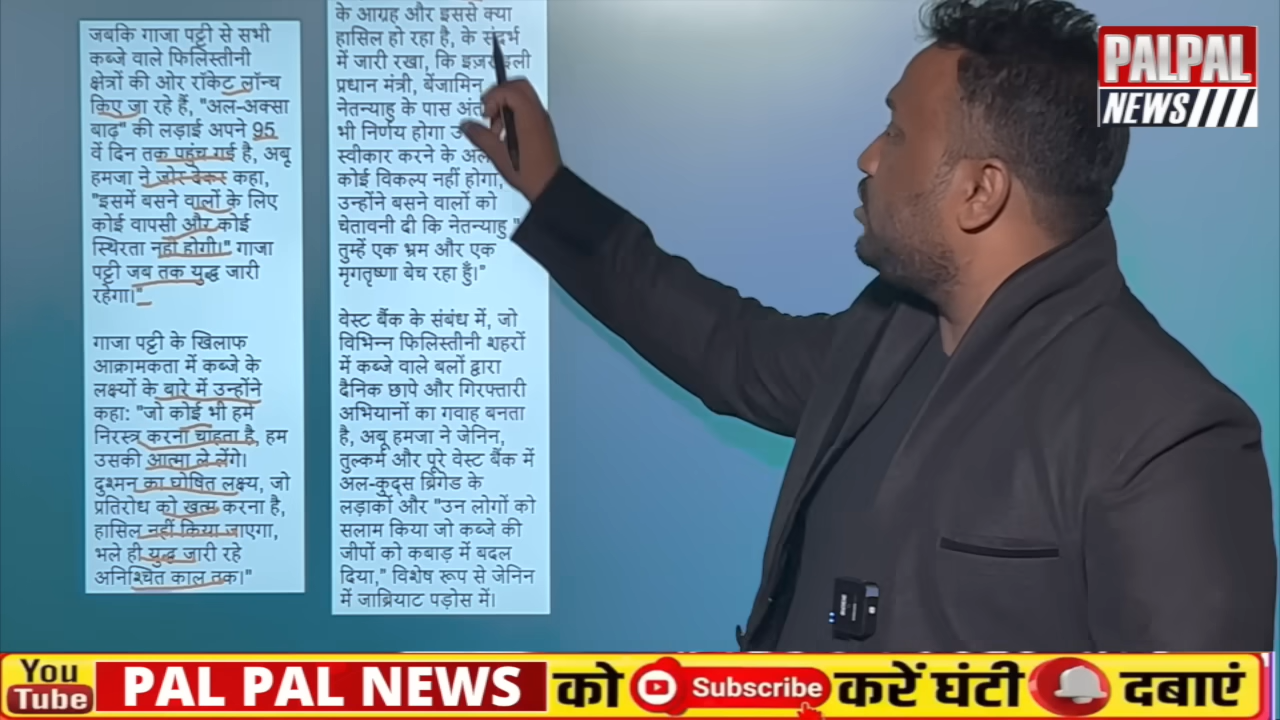 जबकि गाजा पट्टी से सभी
कब्जे वाले फिलिस्तीनी
क्षेत्रों की ओर रॉकेट लॉन्च
किए जा रहे हैं, "अल-अक्सा
बाढ़" की लड़ाई अपने 95
वें दिन तक पहुंच गई है, अबू
हमजा ने जोर देकर कहा,
"इसमें बसने वालों के लिए
कोई वापसी और कोई
स्थिरता नहीं होगी।" गाजा
पट्टी जब तक युद्ध जारी
रहेगा।"
गाजा पट्टी के खिलाफ
आक्रामकता में कब्जे के
लक्ष्यों के बारे में उन्होंने
कहा: "जो कोई भी हमें
निरस्त्र करना चाहता है, हम
उसकी आत्मा ले लेंगे।
दुश्मन का घोषित लक्ष्य, जो
प्रतिरोध को खत्म करना है,
हासिल नहीं किया जाएगा,
भले ही युद्ध जारी रहे
अनिश्चित काल तक।"
के आग्रह और इससे क्या
हासिल हो रहा है, के संदर्भ
में जारी रखा, कि
प्रधान मंत्री, बेंजामिन
नेतन्याहु के पास
भी निर्णय होगा
स्वीकार करने के
कोई विकल्प नहीं होगा,
उन्होंने बसने वालों को
चेतावनी दी कि नेतन्याहु "
तुम्हें एक भ्रम और एक
मृगतृष्णा बेच रहा हूँ।"
वेस्ट बैंक के संबंध में, जो
विभिन्न फिलिस्तीनी शहरों
में कब्जे वाले बलों द्वारा
दैनिक छापे और गिरफ्तारी
अभियानों का गवाह बनता
है, अबू हमजा ने जेनिन,
तुल्कर्म और पूरे वेस्ट बैंक में
अल-कुद्स ब्रिगेड के
लड़ाकों और "उन लोगों को
सलाम किया जो कब्जे की
जीपों को कबाड़ में बदल
दिया," विशेष रूप से जेनिन
में जाब्रियाट पड़ोस में।
PALPAL
NEWS
You
Tube
PAL PAL NEWS को Subscribe करें घंटी दबाएं